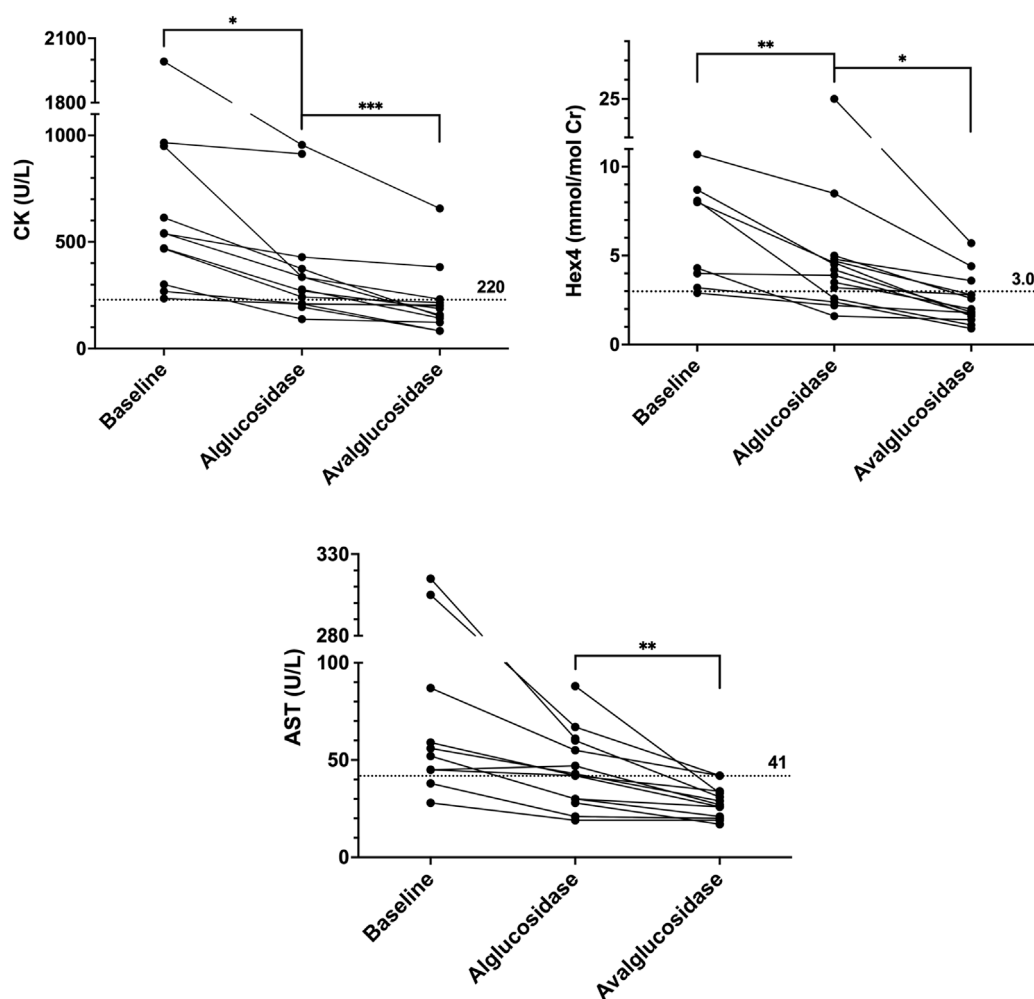 *
***
2100
1800
1000
500
0
CK (U/L)
220
Baseline
Alglucosidase
Avalglucosidase
**
*
25
10
5
0
Hex4 (mmol/mol Cr)
3.0
Baseline
Alglucosidase
Avalglucosidase
**
330
280
100
50
0
AST (U/L)
41
Baseline
Alglucosidase
Avalglucosidase